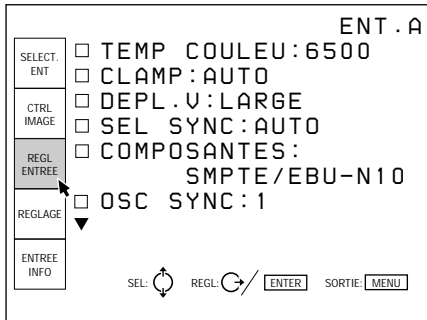 ENT.A
SELECT. ENT
CTRL IMAGE
REGL ENTREE
REGLAGE
ENTREE INFO
TEMP COULEU:6500
CLAMP:AUTO
DEPL.V:LARGE
SEL SYNC:AUTO
COMPOSANTES:
SMPTE/EBU-N10
OSC SYNC:1
SEL: REGL: / ENTER SORTIE: MENU